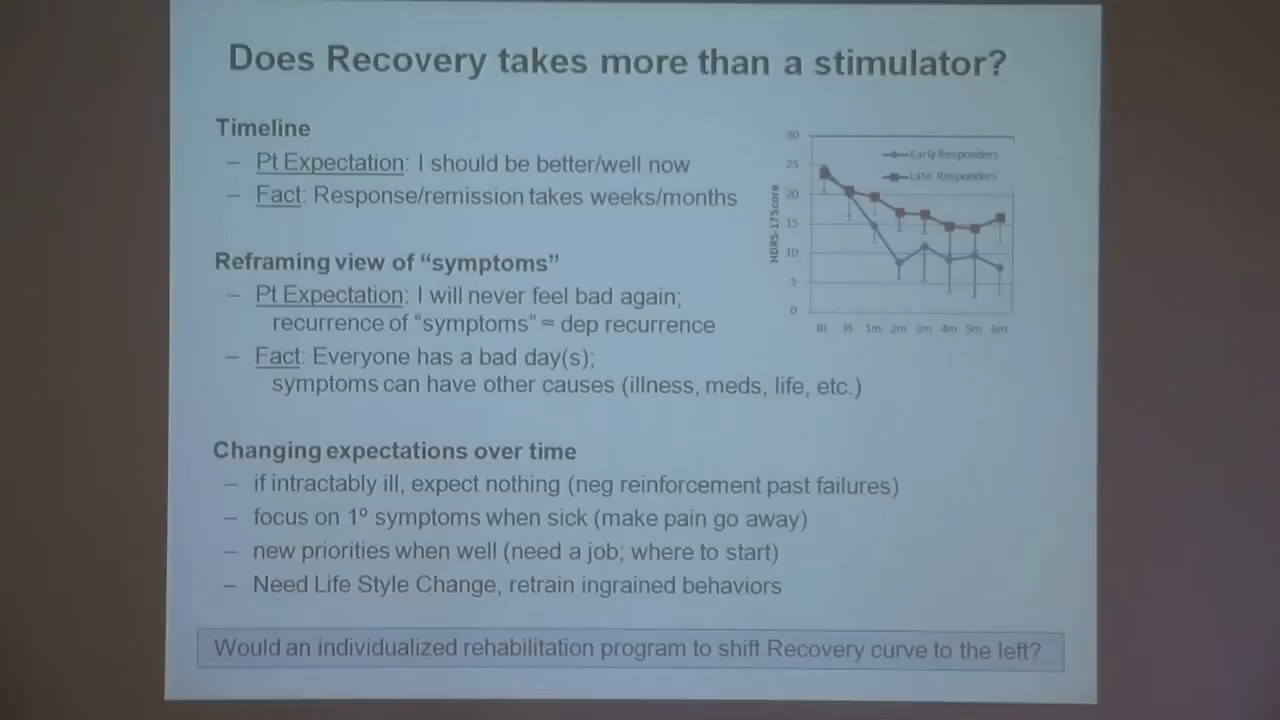 Does Recovery takes more than a stimulator?
Timeline
– Pt Expectation: I should be better/well now
– Fact: Response/remission takes weeks/months
Reframing view of “symptoms”
– Pt Expectation: I will never feel bad again;
recurrence of “symptoms” = dep recurrence
– Fact: Everyone has a bad day(s);
symptoms can have other causes (illness, meds, life, etc.)
Changing expectations over time
– if intractably ill, expect nothing (neg reinforcement past failures)
– focus on 1º symptoms when sick (make pain go away)
– new priorities when well (need a job; where to start)
– Need Life Style Change, retrain ingrained behaviors
Would an individualized rehabilitation program to shift Recovery curve to the left?
HDRS-17 Score
30
25
20
15
10
5
0
Early Responders
Late Responders
Bl Pl 1m 2m 3m 4m 5m 6m